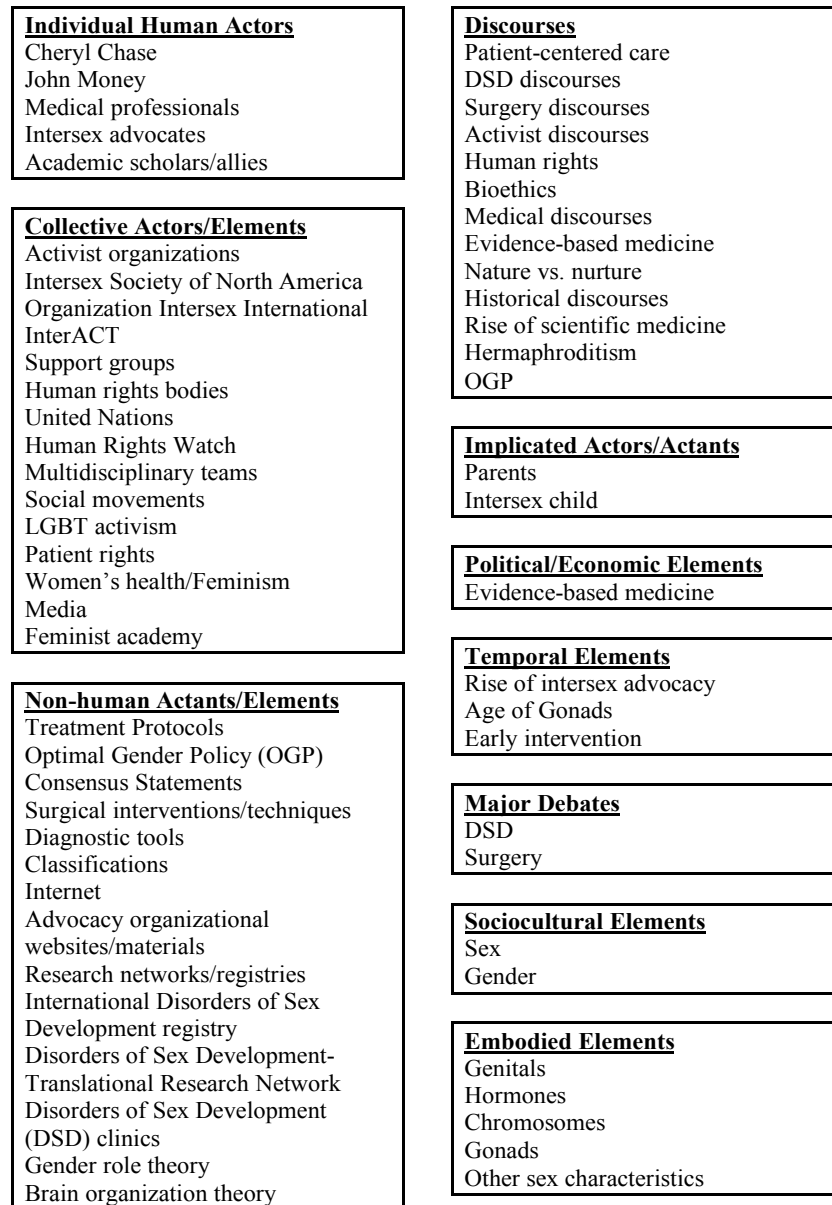 Individual Human Actors
Cheryl Chase
John Money
Medical professionals
Intersex advocates
Academic scholars/allies
Collective Actors/Elements
Activist organizations
Intersex Society of North America
Organization Intersex International
InterACT
Support groups
Human rights bodies
United Nations
Human Rights Watch
Multidisciplinary teams
Social movements
LGBT activism
Patient rights
Women's health/Feminism
Media
Feminist academy
Non-human Actants/Elements
Treatment Protocols
Optimal Gender Policy (OGP)
Consensus Statements
Surgical interventions/techniques
Diagnostic tools
Classifications
Internet
Advocacy organizational
websites/materials
Research networks/registries
International Disorders of Sex
Development registry
Disorders of Sex Development-
Translational Research Network
Disorders of Sex Development
(DSD) clinics
Gender role theory
Brain organization theory
Discourses
Patient-centered care
DSD discourses
Surgery discourses
Activist discourses
Human rights
Bioethics
Medical discourses
Evidence-based medicine
Nature vs. nurture
Historical discourses
Rise of scientific medicine
Hermaphroditism
OGP
Implicated Actors/Actants
Parents
Intersex child
Political/Economic Elements
Evidence-based medicine
Temporal Elements
Rise of intersex advocacy
Age of Gonads
Early intervention
Major Debates
DSD
Surgery
Sociocultural Elements
Sex
Gender
Embodied Elements
Genitals
Hormones
Chromosomes
Gonads
Other sex characteristics